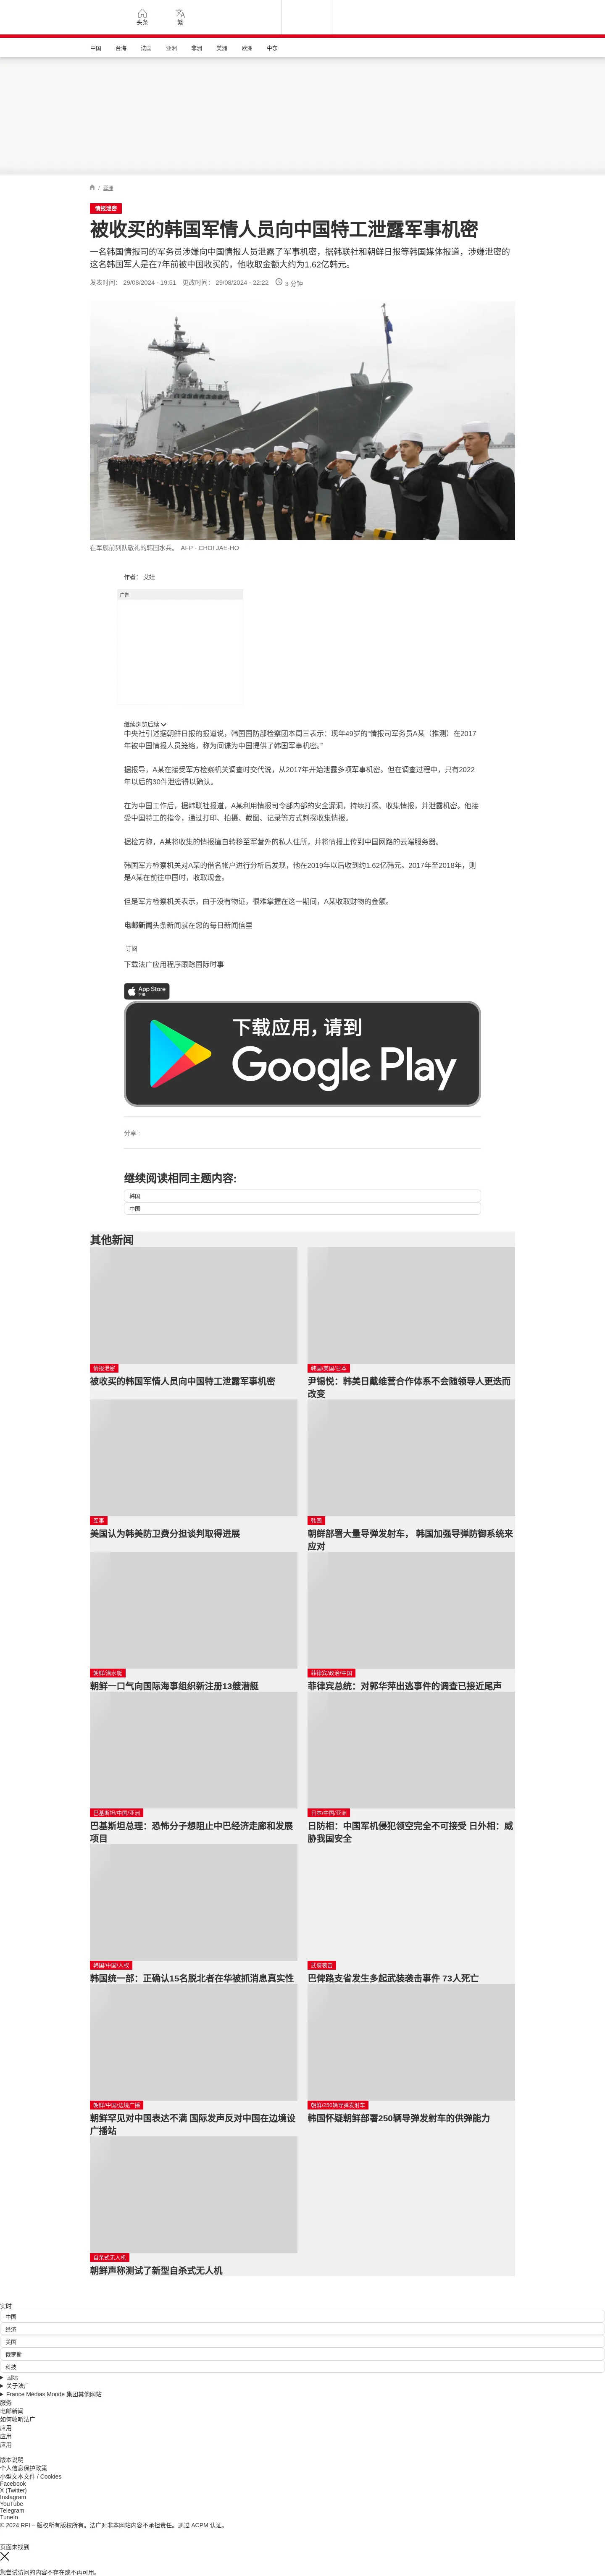 头条
繁
中国 台海 法国 亚洲 非洲 美洲 欧洲 中东
/ 亚洲
情报泄密
被收买的韩国军情人员向中国特工泄露军事机密
一名韩国情报司的军务员涉嫌向中国情报人员泄露了军事机密，据韩联社和朝鲜日报等韩国媒体报道，涉嫌泄密的
这名韩国军人是在7年前被中国收买的，他收取金额大约为1.62亿韩元。
发表时间： 29/08/2024 - 19:51 更改时间： 29/08/2024 - 22:22 3 分钟
在军舰前列队敬礼的韩国水兵。 AFP - CHOI JAE-HO
作者： 艾娃
广告
继续浏览后续
中央社引述据朝鲜日报的报道说，韩国国防部检察团本周三表示：现年49岁的“情报司军务员A某（推测）在2017
年被中国情报人员笼络，称为间谍为中国提供了韩国军事机密。”
据报导，A某在接受军方检察机关调查时交代说，从2017年开始泄露多项军事机密。但在调查过程中，只有2022
年以后的30件泄密得以确认。
在为中国工作后，据韩联社报道，A某利用情报司令部内部的安全漏洞，持续打探、收集情报，并泄露机密。他接
受中国特工的指令，通过打印、拍摄、截图、记录等方式刺探收集情报。
据检方称，A某将收集的情报擅自转移至军营外的私人住所，并将情报上传到中国网路的云端服务器。
韩国军方检察机关对A某的借名帐户进行分析后发现，他在2019年以后收到约1.62亿韩元。2017年至2018年，则
是A某在前往中国时，收取现金。
但是军方检察机关表示，由于没有物证，很难掌握在这一期间，A某收取财物的金额。
电邮新闻头条新闻就在您的每日新闻信里
订阅
下载法广应用程序跟踪国际时事
App Store
下载
下载应用，请到
Google Play
分享 :
继续阅读相同主题内容:
韩国
中国
其他新闻
情报泄密
被收买的韩国军情人员向中国特工泄露军事机密
韩国/美国/日本
尹锡悦：韩美日戴维营合作体系不会随领导人更迭而
改变
军事
美国认为韩美防卫费分担谈判取得进展
韩国
朝鲜部署大量导弹发射车， 韩国加强导弹防御系统来
应对
朝鲜/潜水艇
朝鲜一口气向国际海事组织新注册13艘潜艇
菲律宾/政治/中国
菲律宾总统：对郭华萍出逃事件的调查已接近尾声
巴基斯坦/中国/亚洲
巴基斯坦总理：恐怖分子想阻止中巴经济走廊和发展
项目
日本/中国/亚洲
日防相：中国军机侵犯领空完全不可接受 日外相：威
胁我国安全
韩国/中国/人权
韩国统一部：正确认15名脱北者在华被抓消息真实性
武装袭击
巴俾路支省发生多起武装袭击事件 73人死亡
朝鲜/中国/边境广播
朝鲜罕见对中国表达不满 国际发声反对中国在边境设
广播站
朝鲜/250辆导弹发射车
韩国怀疑朝鲜部署250辆导弹发射车的供弹能力
自杀式无人机
朝鲜声称测试了新型自杀式无人机
实时
中国
经济
美国
俄罗斯
科技
国际
关于法广
France Médias Monde 集团其他网站
服务
电邮新闻
如何收听法广
应用
应用
应用
版本说明
个人信息保护政策
小型文本文件 / Cookies
Facebook
X (Twitter)
Instagram
YouTube
Telegram
TuneIn
© 2024 RFI – 版权所有版权所有。法广对非本网站内容不承担责任。通过 ACPM 认证。
页面未找到
您尝试访问的内容不存在或不再可用。